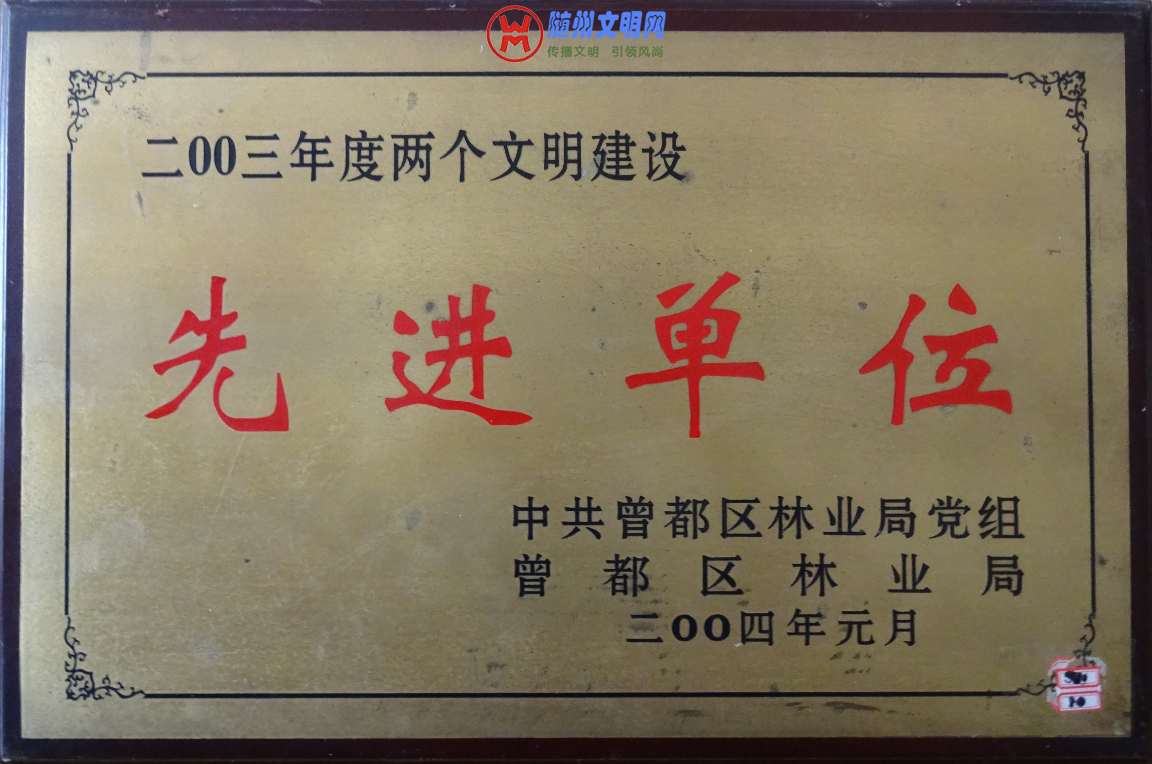 随州文明网
传播文明 引领风尚
二00三年度两个文明建设
先进单位
中共曾都区林业局党组
曾都区林业局
二00四年元月